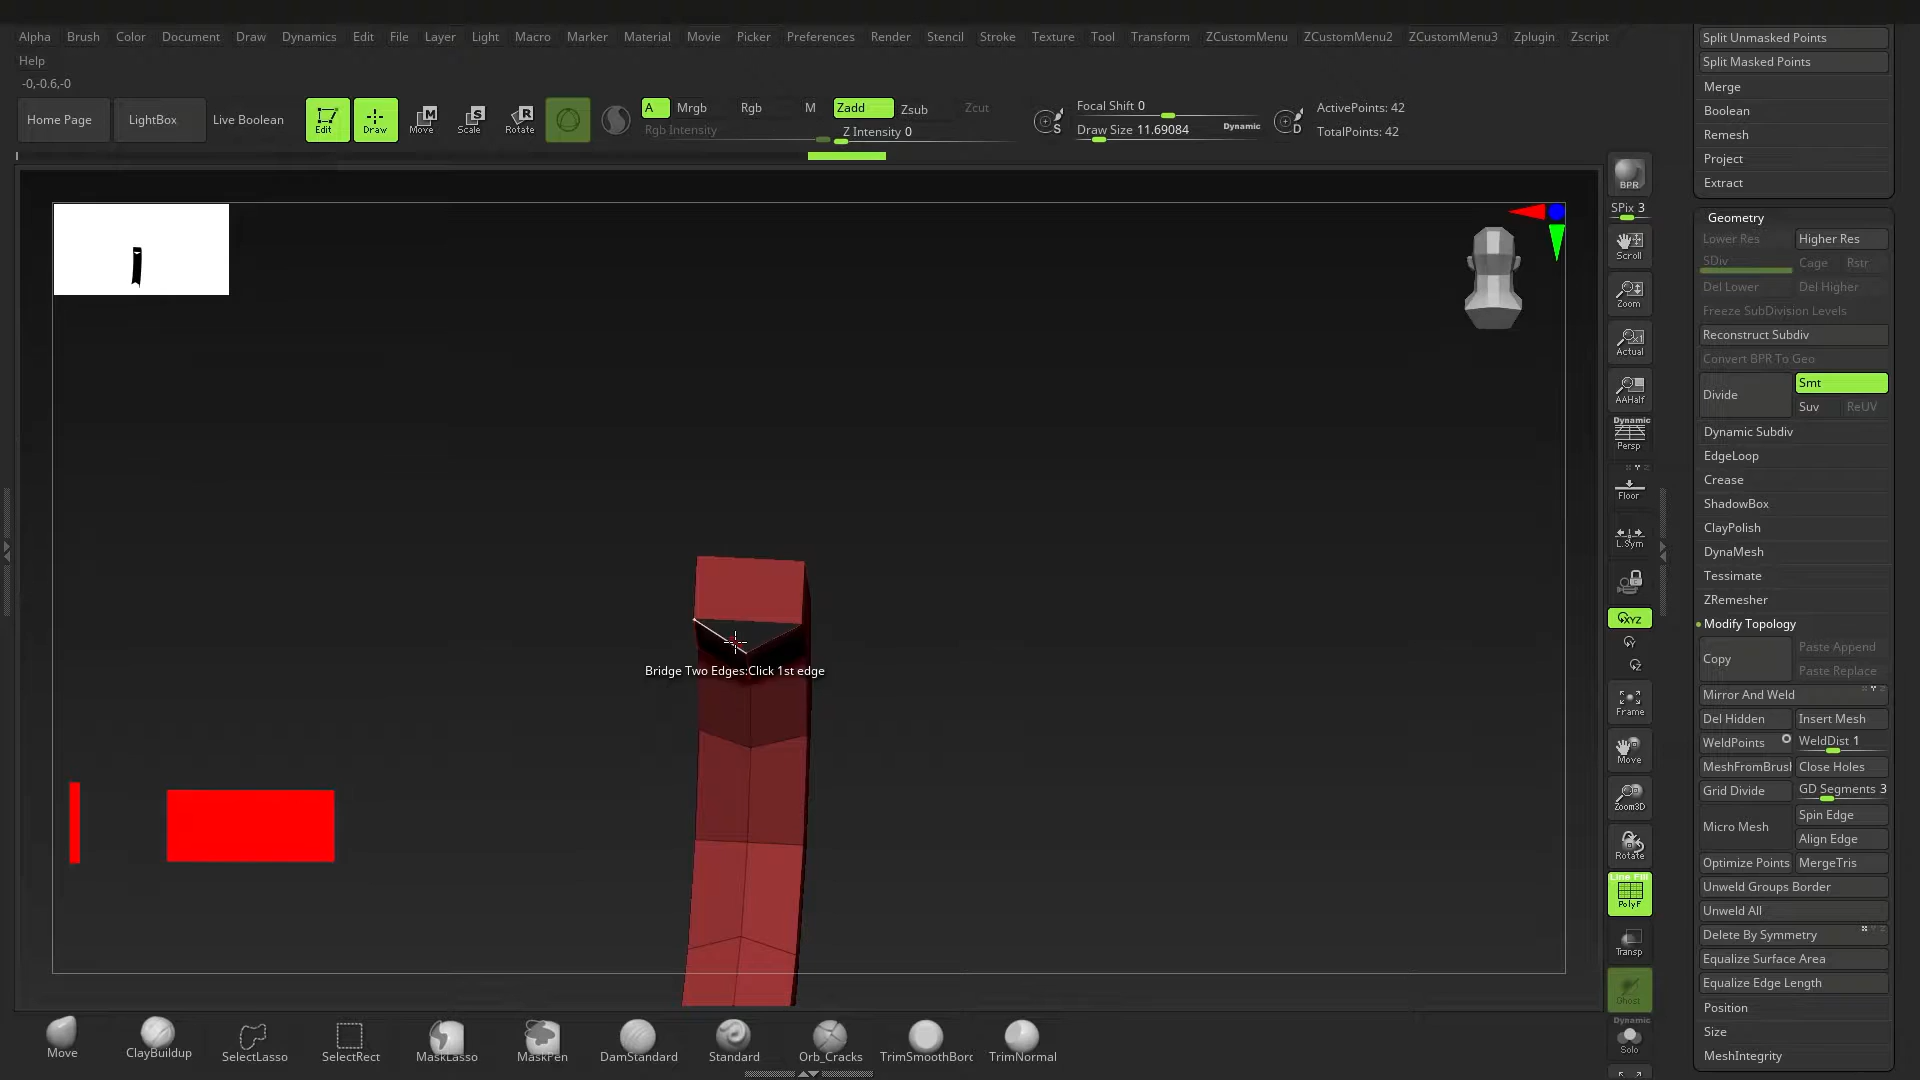 Alpha Brush Color Document Draw Dynamics Edit File Layer Light Macro Marker Material Movie Picker Preferences Render Stencil Stroke Texture Tool Transform ZCustomMenu ZCustomMenu2 ZCustomMenu3 Zplugin Zscript
Help
-0,-0.6,-0
Home Page
LightBox
Live Boolean
Edit
Draw
Move
Scale
Rotate
A Mrgb Rgb M Zadd Zsub Zcut
Rgb Intensity
Z Intensity 0
Focal Shift 0
Draw Size 11.69084 Dynamic
S
D
ActivePoints: 42
TotalPoints: 42
Bridge Two Edges:Click 1st edge
BPR
SPix 3
Scroll
Zoom
Actual
AAHalf
Dynamic
Persp
Floor
L.Sym
XYZ
Y
Z
Frame
Move
Zoom3D
Rotate
Line Fill
PolyF
Transp
Ghost
Dynamic
Solo
Split Unmasked Points
Split Masked Points
Merge
Boolean
Remesh
Project
Extract
Geometry
Lower Res Higher Res
SDiv Cage Rstr
Del Lower Del Higher
Freeze SubDivision Levels
Reconstruct Subdiv
Convert BPR To Geo
Divide Smt
Suv ReUV
Dynamic Subdiv
EdgeLoop
Crease
ShadowBox
ClayPolish
DynaMesh
Tessimate
ZRemesher
Modify Topology
Copy Paste Append
Paste Replace
Mirror And Weld
Del Hidden Insert Mesh
WeldPoints WeldDist 1
MeshFromBrusl Close Holes
Grid Divide GD Segments 3
Micro Mesh Spin Edge
Align Edge
Optimize Points MergeTris
Unweld Groups Border
Unweld All
Delete By Symmetry
Equalize Surface Area
Equalize Edge Length
Position
Size
MeshIntegrity
Move ClayBuildup SelectLasso SelectRect MaskLasso MaskPen DamStandard Standard Orb_Cracks TrimSmoothBorc TrimNormal